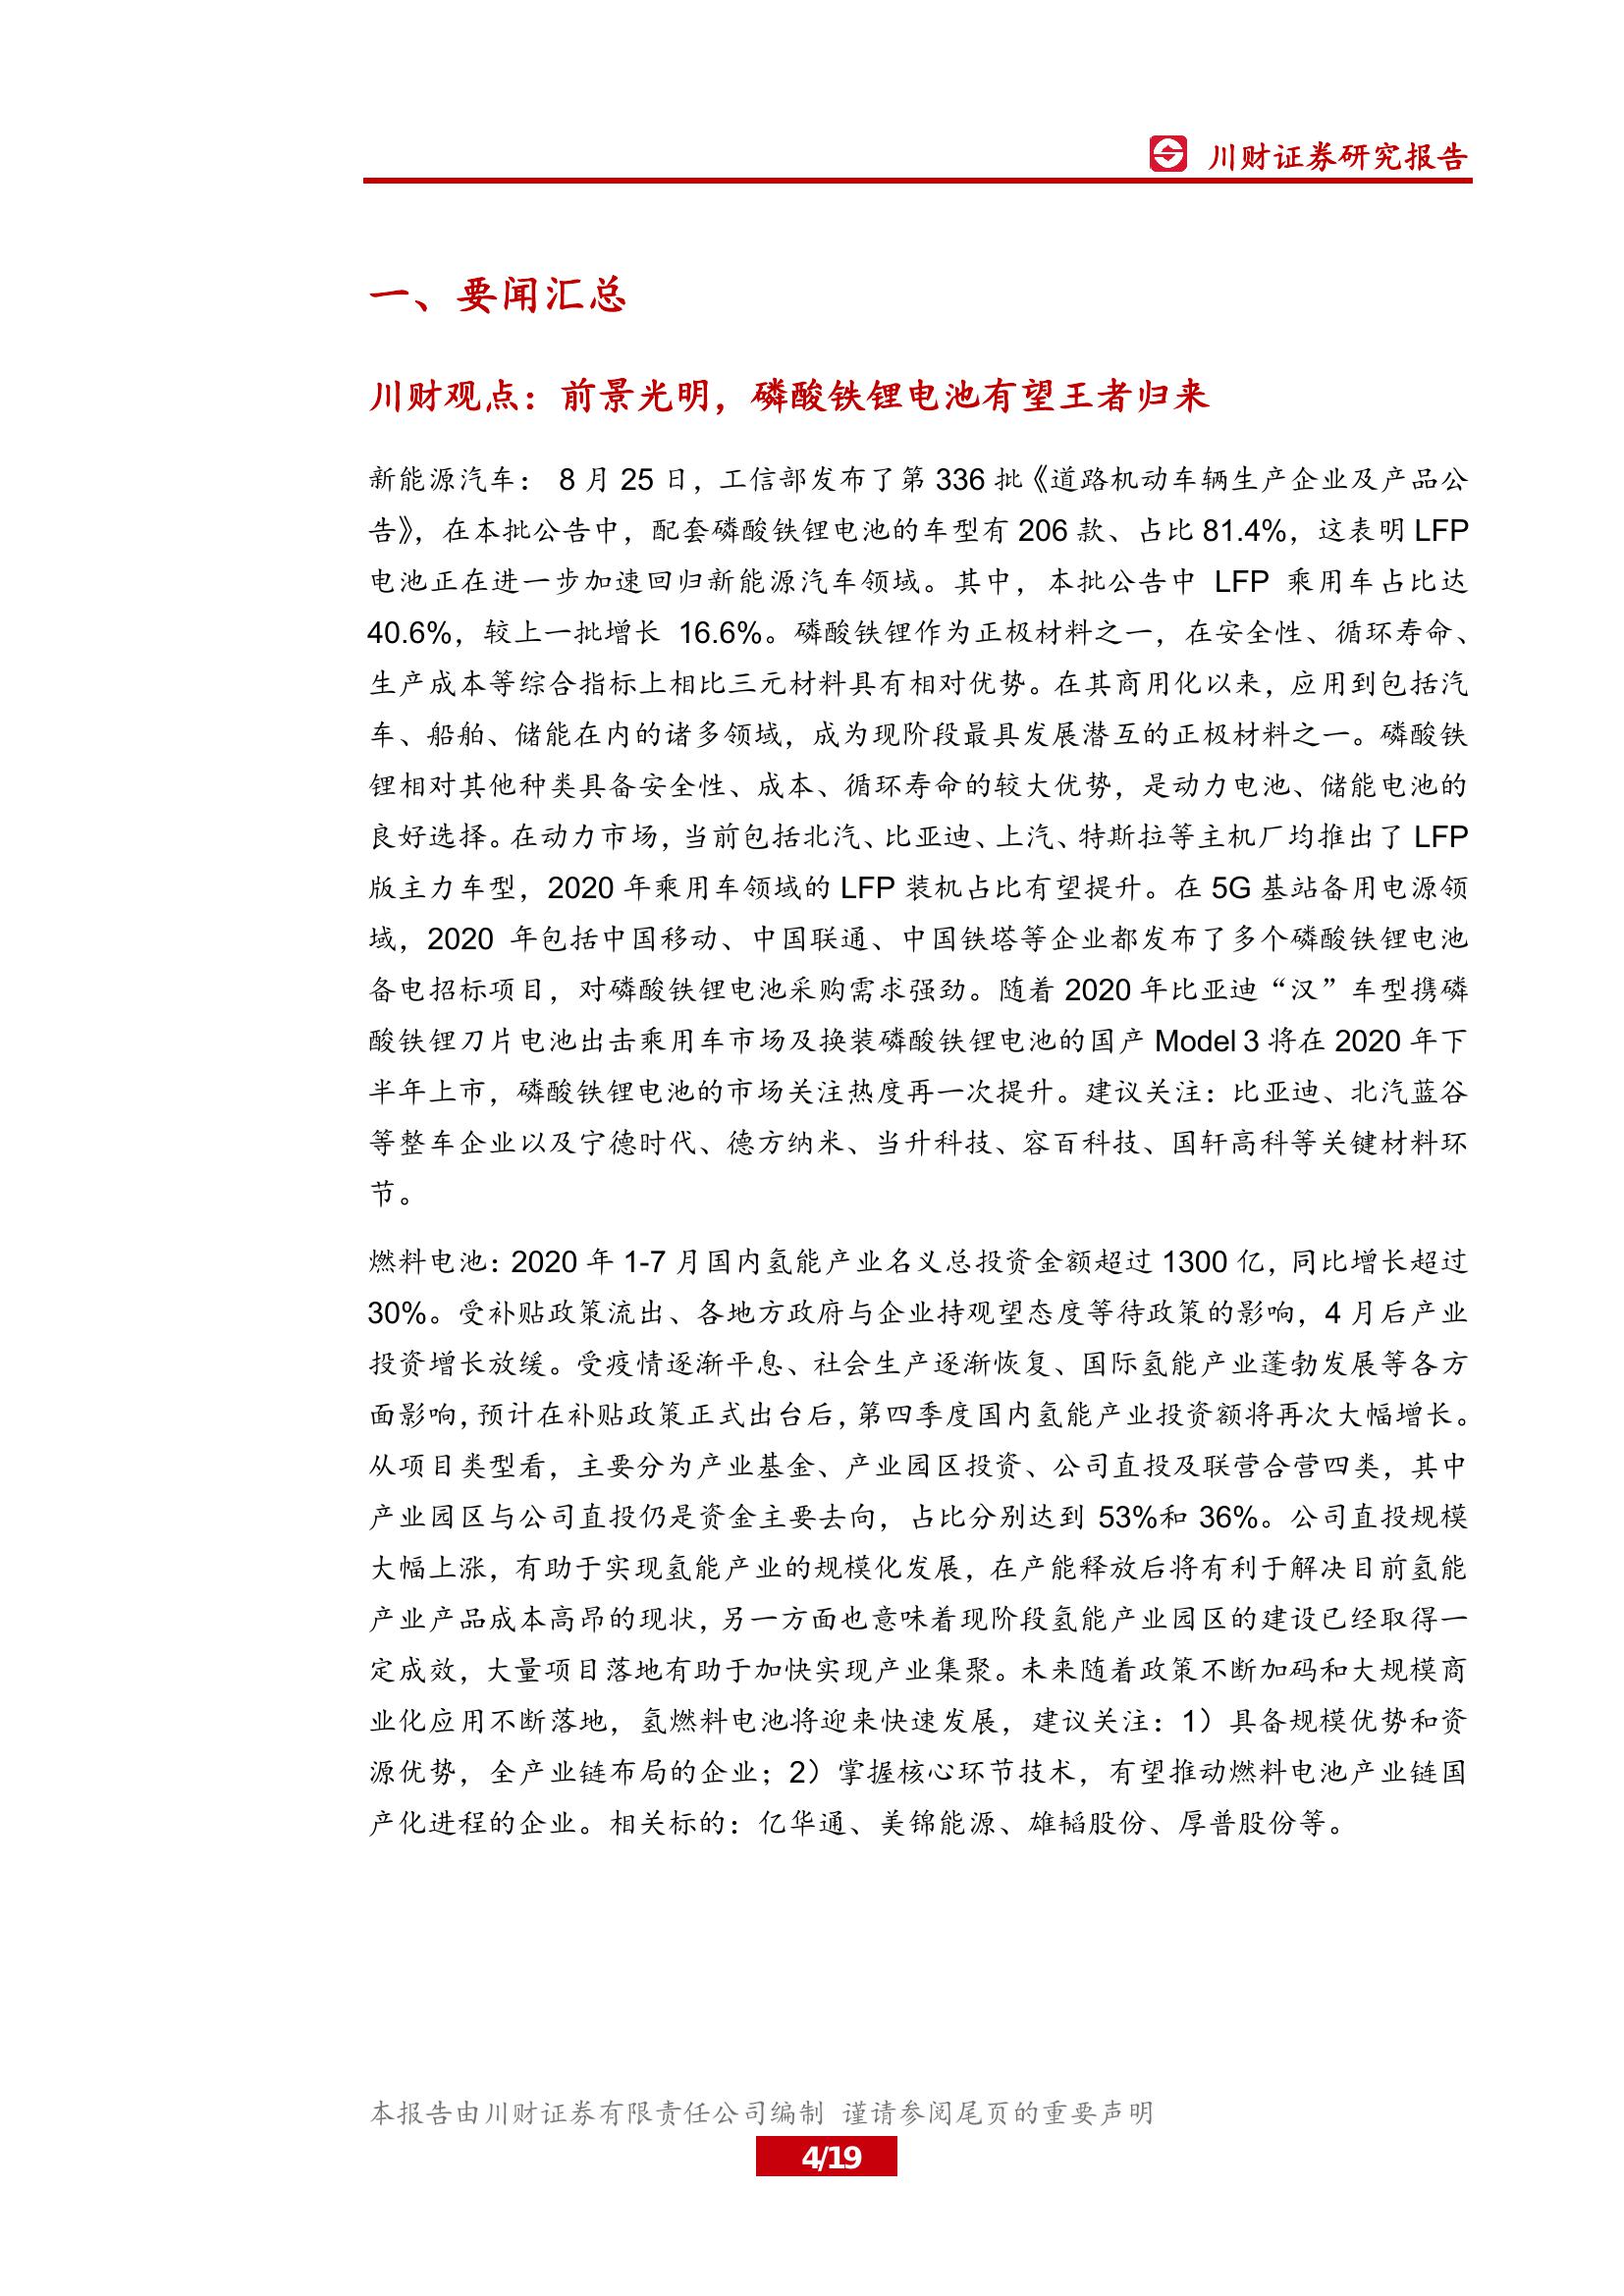 川财证券研究报告
一、要闻汇总
川财观点：前景光明，磷酸铁锂电池有望王者归来
新能源汽车： 8 月 25 日，工信部发布了第 336 批《道路机动车辆生产企业及产品公
告》，在本批公告中，配套磷酸铁锂电池的车型有 206 款、占比 81.4%，这表明 LFP
电池正在进一步加速回归新能源汽车领域。其中，本批公告中 LFP 乘用车占比达
40.6%，较上一批增长 16.6%。磷酸铁锂作为正极材料之一，在安全性、循环寿命、
生产成本等综合指标上相比三元材料具有相对优势。在其商用化以来，应用到包括汽
车、船舶、储能在内的诸多领域，成为现阶段最具发展潜互的正极材料之一。磷酸铁
锂相对其他种类具备安全性、成本、循环寿命的较大优势，是动力电池、储能电池的
良好选择。在动力市场，当前包括北汽、比亚迪、上汽、特斯拉等主机厂均推出了 LFP
版主力车型，2020 年乘用车领域的 LFP 装机占比有望提升。在 5G 基站备用电源领
域，2020 年包括中国移动、中国联通、中国铁塔等企业都发布了多个磷酸铁锂电池
备电招标项目，对磷酸铁锂电池采购需求强劲。随着 2020 年比亚迪“汉”车型携磷
酸铁锂刀片电池出击乘用车市场及换装磷酸铁锂电池的国产 Model 3 将在 2020 年下
半年上市，磷酸铁锂电池的市场关注热度再一次提升。建议关注：比亚迪、北汽蓝谷
等整车企业以及宁德时代、德方纳米、当升科技、容百科技、国轩高科等关键材料环
节。
燃料电池：2020 年 1-7 月国内氢能产业名义总投资金额超过 1300 亿，同比增长超过
30%。受补贴政策流出、各地方政府与企业持观望态度等待政策的影响，4 月后产业
投资增长放缓。受疫情逐渐平息、社会生产逐渐恢复、国际氢能产业蓬勃发展等各方
面影响，预计在补贴政策正式出台后，第四季度国内氢能产业投资额将再次大幅增长。
从项目类型看，主要分为产业基金、产业园区投资、公司直投及联营合营四类，其中
产业园区与公司直投仍是资金主要去向，占比分别达到 53%和 36%。公司直投规模
大幅上涨，有助于实现氢能产业的规模化发展，在产能释放后将有利于解决目前氢能
产业产品成本高昂的现状，另一方面也意味着现阶段氢能产业园区的建设已经取得一
定成效，大量项目落地有助于加快实现产业集聚。未来随着政策不断加码和大规模商
业化应用不断落地，氢燃料电池将迎来快速发展，建议关注：1）具备规模优势和资
源优势，全产业链布局的企业；2）掌握核心环节技术，有望推动燃料电池产业链国
产化进程的企业。相关标的：亿华通、美锦能源、雄韬股份、厚普股份等。
本报告由川财证券有限责任公司编制 谨请参阅尾页的重要声明
4/19